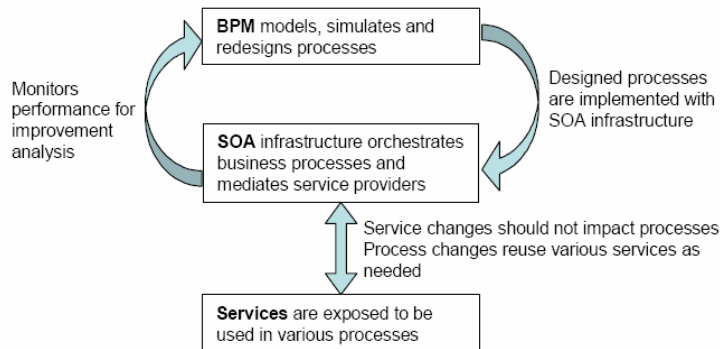 BPM models, simulates and
redesigns processes
Monitors
performance for
improvement
analysis
Designed processes
are implemented with
SOA infrastructure
SOA infrastructure orchestrates
business processes and
mediates service providers
Service changes should not impact processes
Process changes reuse various services as
needed
Services are exposed to be
used in various processes